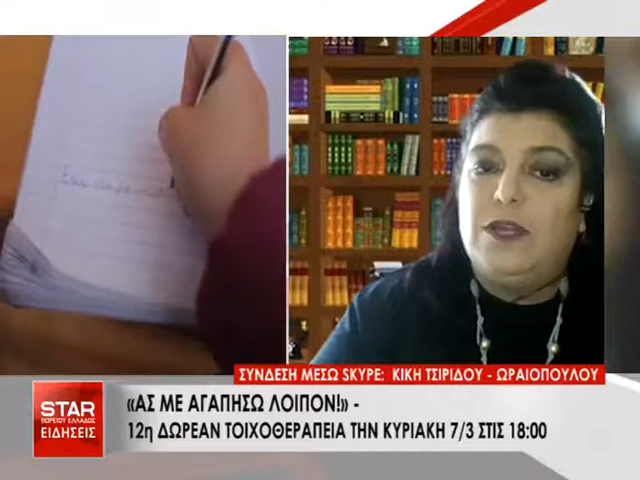 ΣΥΝΔΕΣΗ ΜΕΣΩ SKYPE: ΚΙΚΗ ΤΣΙΡΙΔΟΥ - ΩΡΑΙΟΠΟΥΛΟΥ
«ΑΣ ΜΕ ΑΓΑΠΗΣΩ ΛΟΙΠΟΝ!» -
12η ΔΩΡΕΑΝ ΤΟΙΧΟΘΕΡΑΠΕΙΑ ΤΗΝ ΚΥΡΙΑΚΗ 7/3 ΣΤΙΣ 18:00
STAR
ΒΟΡΕΙΟΥ ΕΛΛΑΔΟΣ
ΕΙΔΗΣΕΙΣ